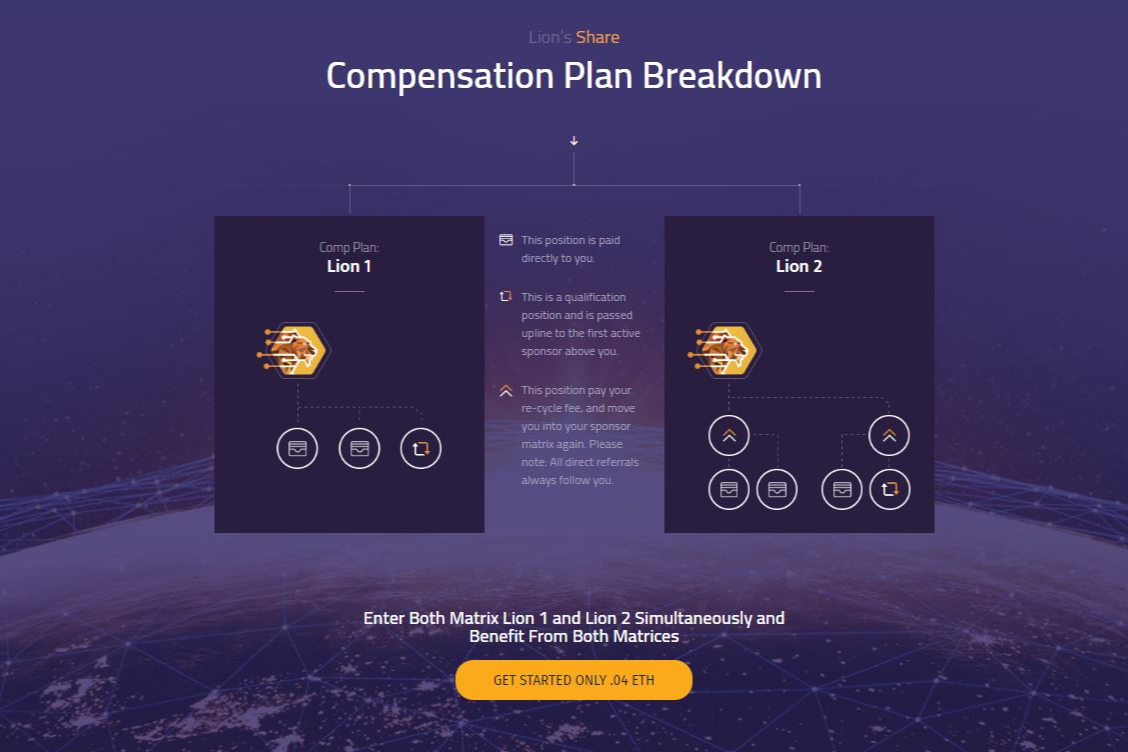 Lion's Share
Compensation Plan Breakdown
Comp Plan:
Lion 1
This position is paid
directly to you.
This is a qualification
position and is passed
upline to the first active
sponsor above you.
This position pay your
re-cycle fee, and move
you into your sponsor
matrix again. Please
note: All direct referrals
always follow you.
Comp Plan:
Lion 2
Enter Both Matrix Lion 1 and Lion 2 Simultaneously and
Benefit From Both Matrices
GET STARTED ONLY .04 ETH